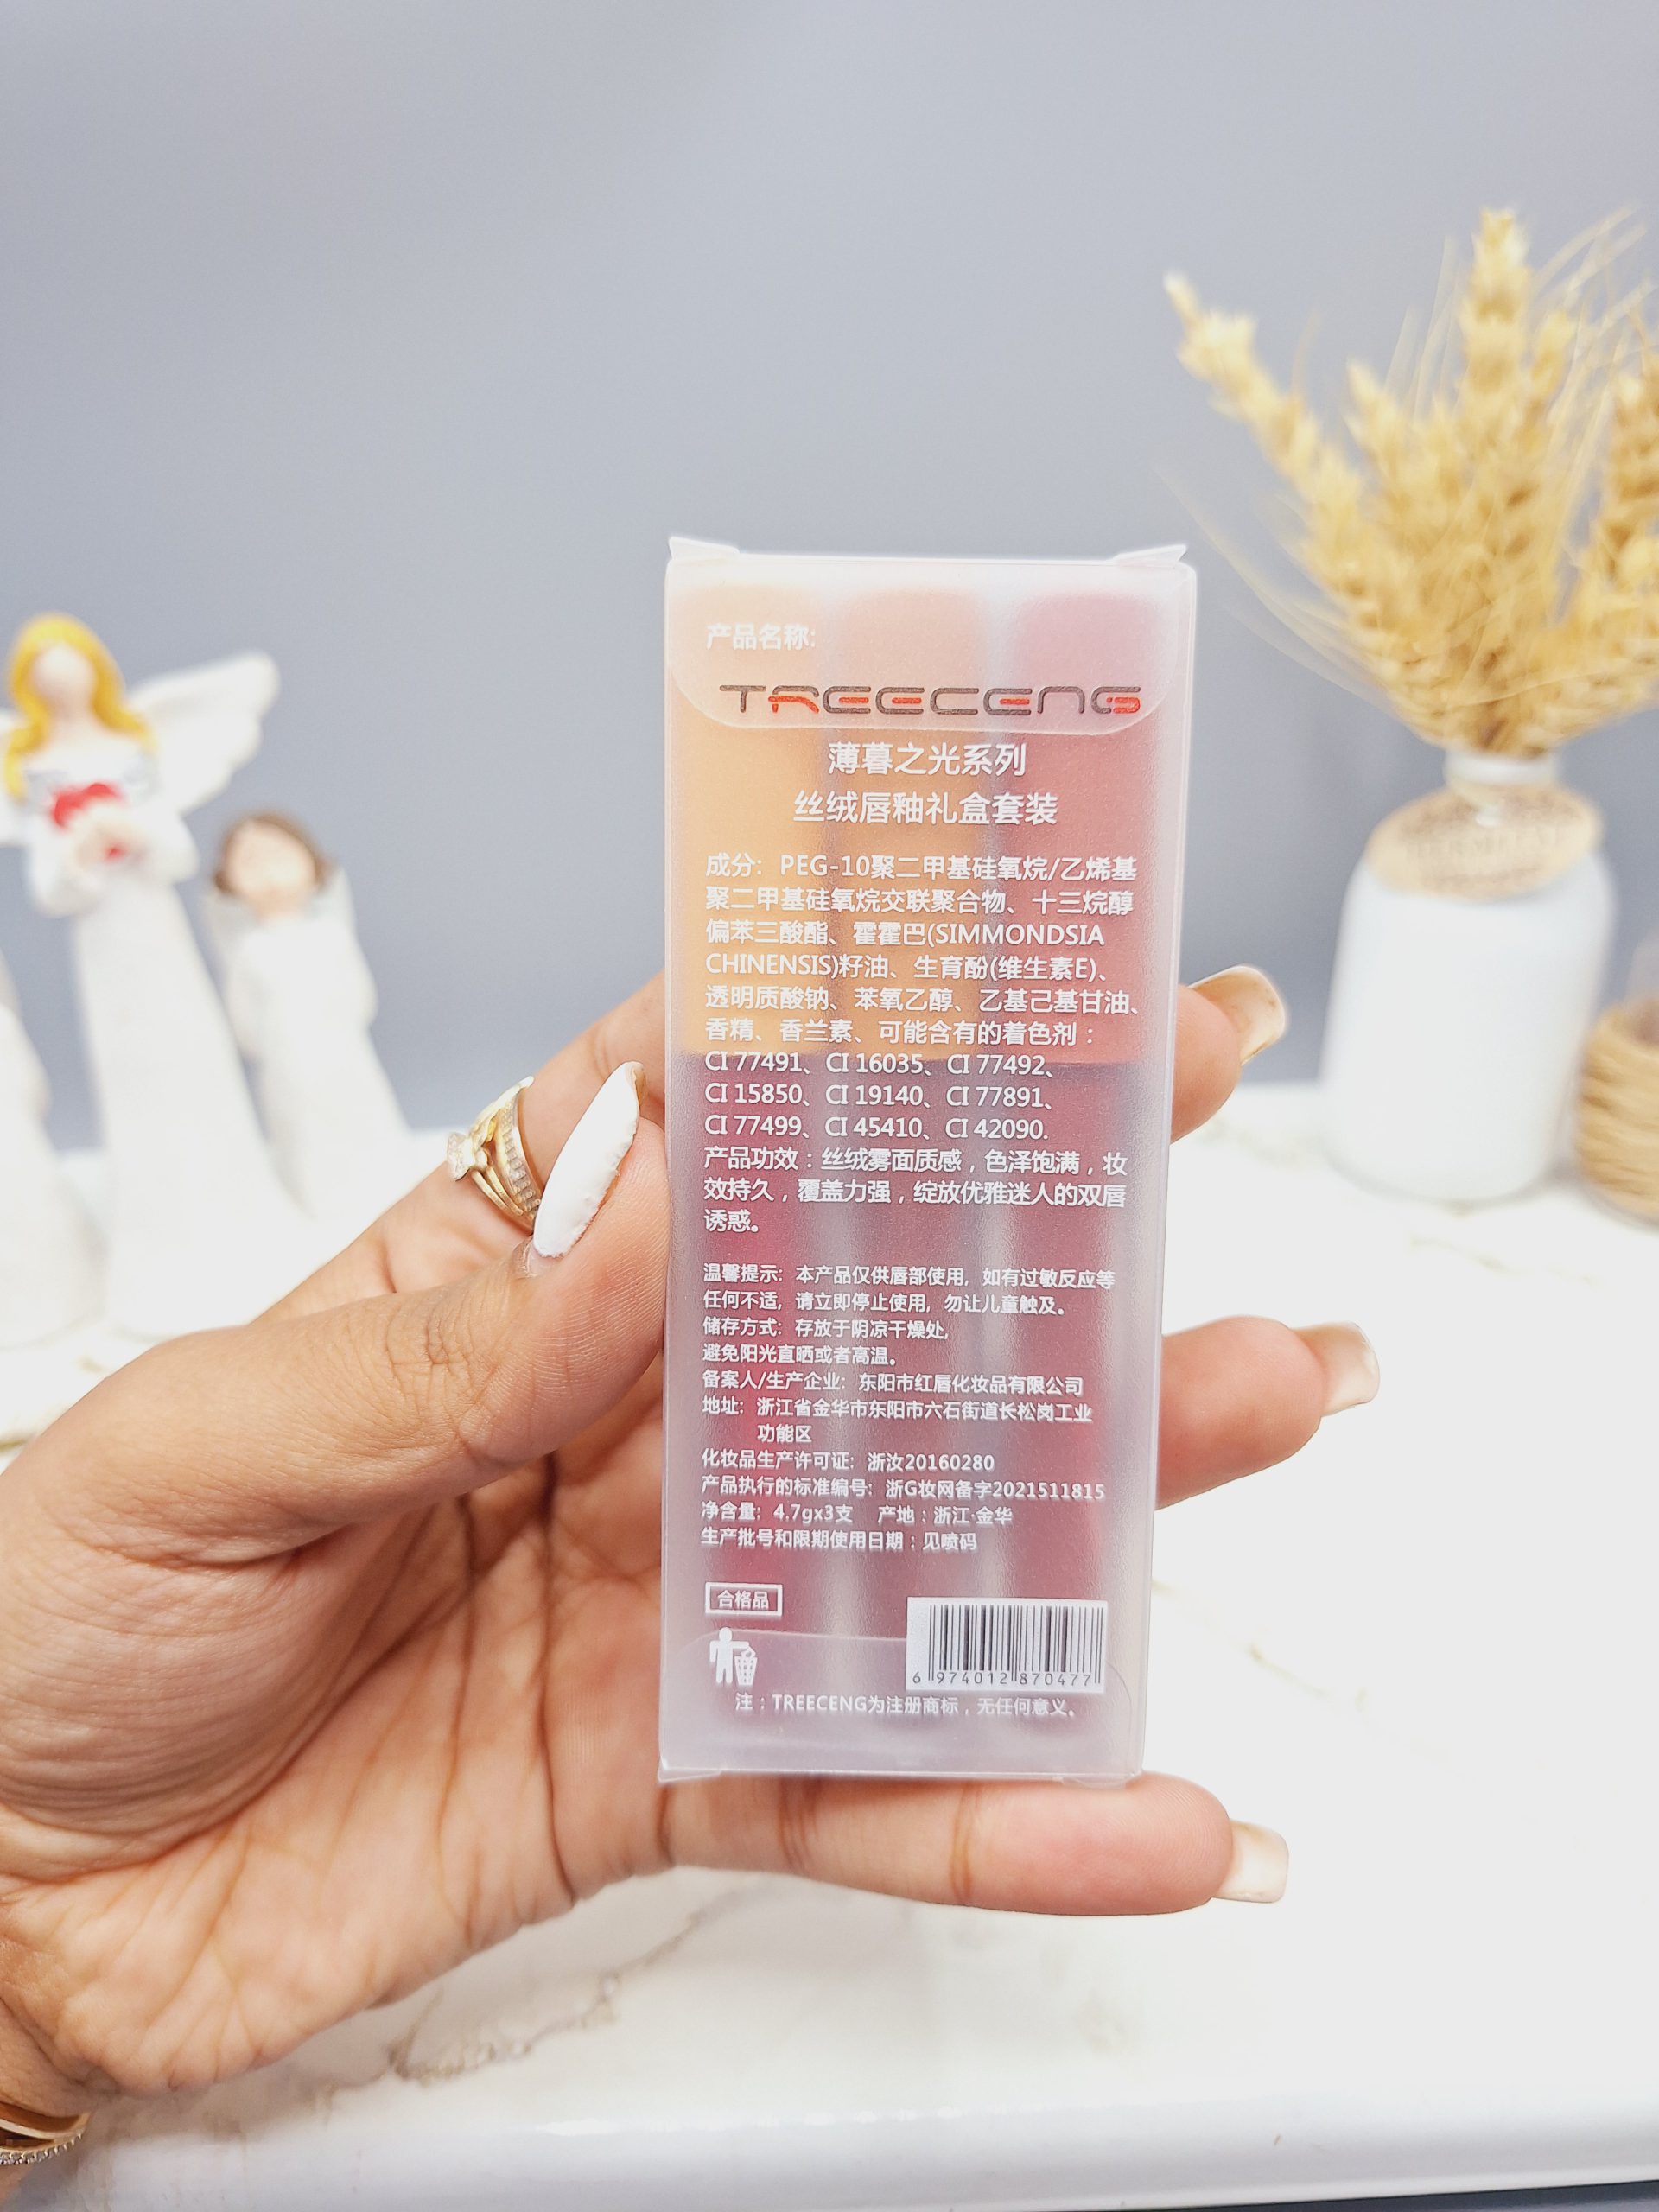 产品名称:
TREECENG
薄暮之光系列
丝绒唇釉礼盒套装
成分: PEG-10聚二甲基硅氧烷/乙烯基
聚二甲基硅氧烷交联聚合物、十三烷醇
偏苯三酸酯、霍霍巴(SIMMONDSIA
CHINENSIS)籽油、生育酚(维生素E)、
透明质酸钠、苯氧乙醇、乙基己基甘油、
香精、香兰素、可能含有的着色剂：
CI 77491、CI 16035、CI 77492、
CI 15850、CI 19140、CI 77891、
CI 77499、CI 45410、CI 42090.
产品功效：丝绒雾面质感，色泽饱满，妆
效持久，覆盖力强，绽放优雅迷人的双唇
诱惑。
温馨提示: 本产品仅供唇部使用, 如有过敏反应等
任何不适, 请立即停止使用, 勿让儿童触及。
储存方式: 存放于阴凉干燥处,
避免阳光直晒或者高温。
备案人/生产企业: 东阳市红唇化妆品有限公司
地址: 浙江省金华市东阳市六石街道长松岗工业
功能区
化妆品生产许可证: 浙汝20160280
产品执行的标准编号: 浙G妆网备字2021511815
净含量: 4.7gx3支 产地：浙江·金华
生产批号和限期使用日期：见喷码
合格品
6 974012 870477
注：TREECENG为注册商标，无任何意义。